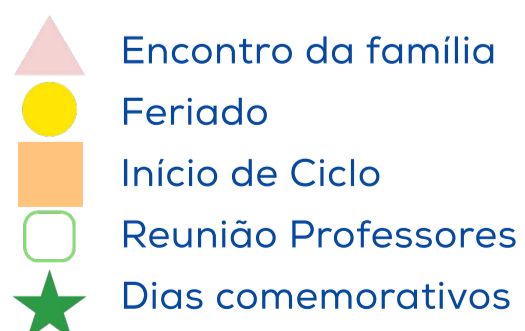 Encontro da família
Feriado
Início de Ciclo
Reunião Professores
Dias comemorativos